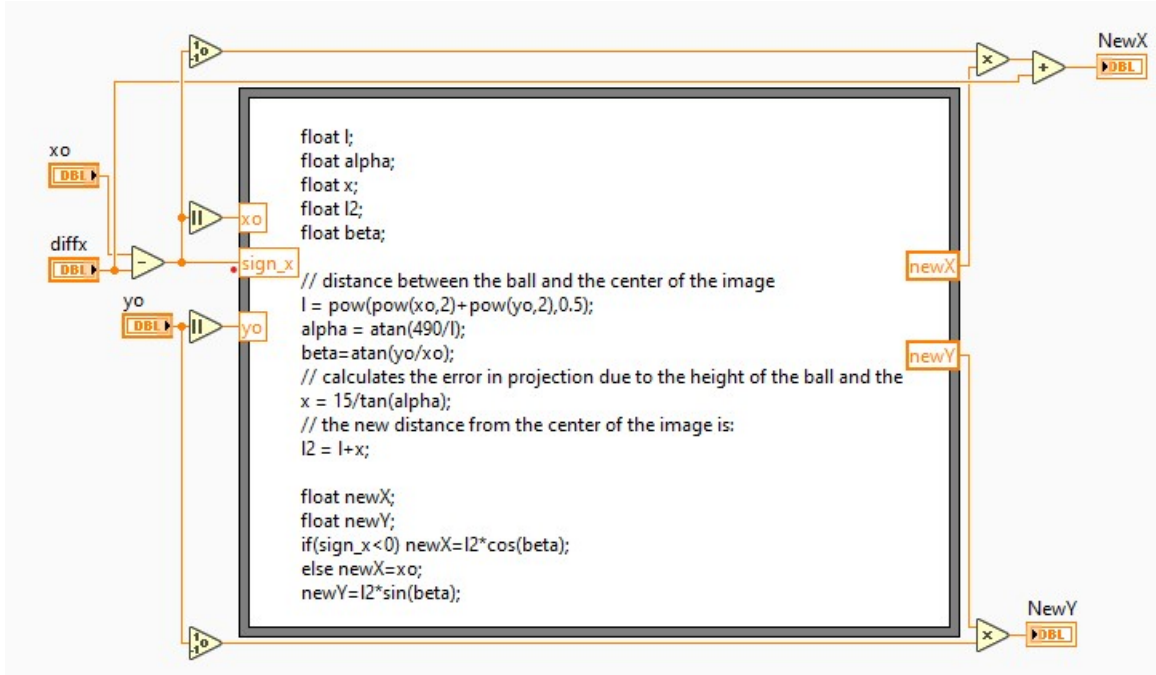 NewX
DBL
xo
DBL
diffx
DBL
yo
DBL
xo
sign_x
yo
float l;
float alpha;
float x;
float l2;
float beta;
// distance between the ball and the center of the image
l = pow(pow(xo,2)+pow(yo,2),0.5);
alpha = atan(490/l);
beta=atan(yo/xo);
// calculates the error in projection due to the height of the ball and the
x = 15/tan(alpha);
// the new distance from the center of the image is:
l2 = l+x;
float newX;
float newY;
if(sign_x<0) newX=l2*cos(beta);
else newX=xo;
newY=l2*sin(beta);
newX
newY
NewY
DBL